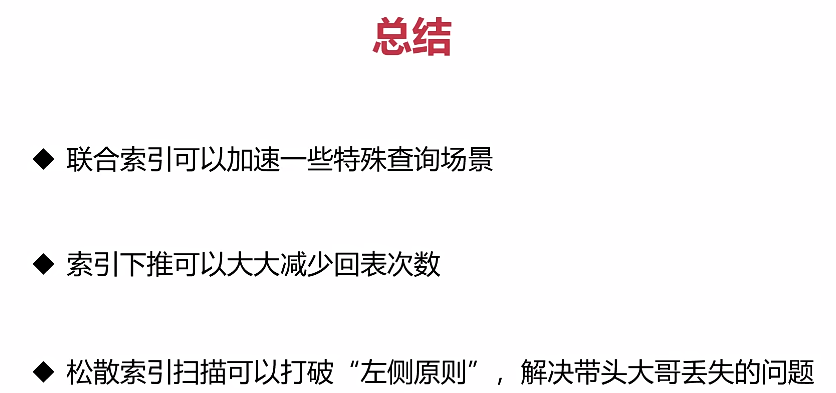 总结
◆ 联合索引可以加速一些特殊查询场景
◆ 索引下推可以大大减少回表次数
◆ 松散索引扫描可以打破“左侧原则”，解决带头大哥丢失的问题